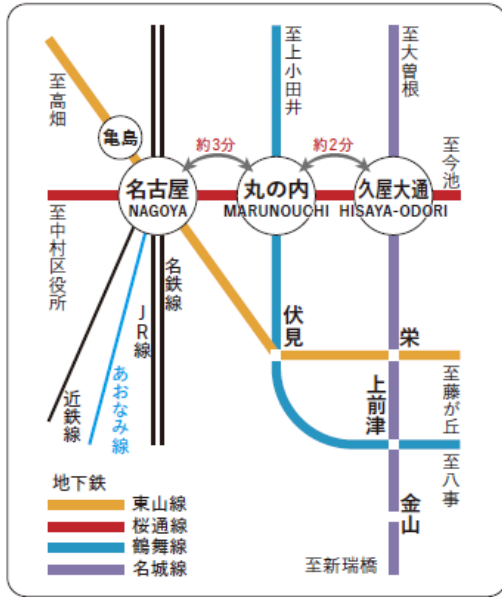 至高畑
亀島
至上小田井
至大曽根
約3分
約2分
名古屋
NAGOYA
丸の内
MARUNOUCHI
久屋大通
HISAYA-ODORI
至今池
至中村区役所
名鉄線
JR線
あおなみ線
近鉄線
伏見
栄
至藤が丘
上前津
至八事
金山
至新瑞橋
地下鉄
東山線
桜通線
鶴舞線
名城線